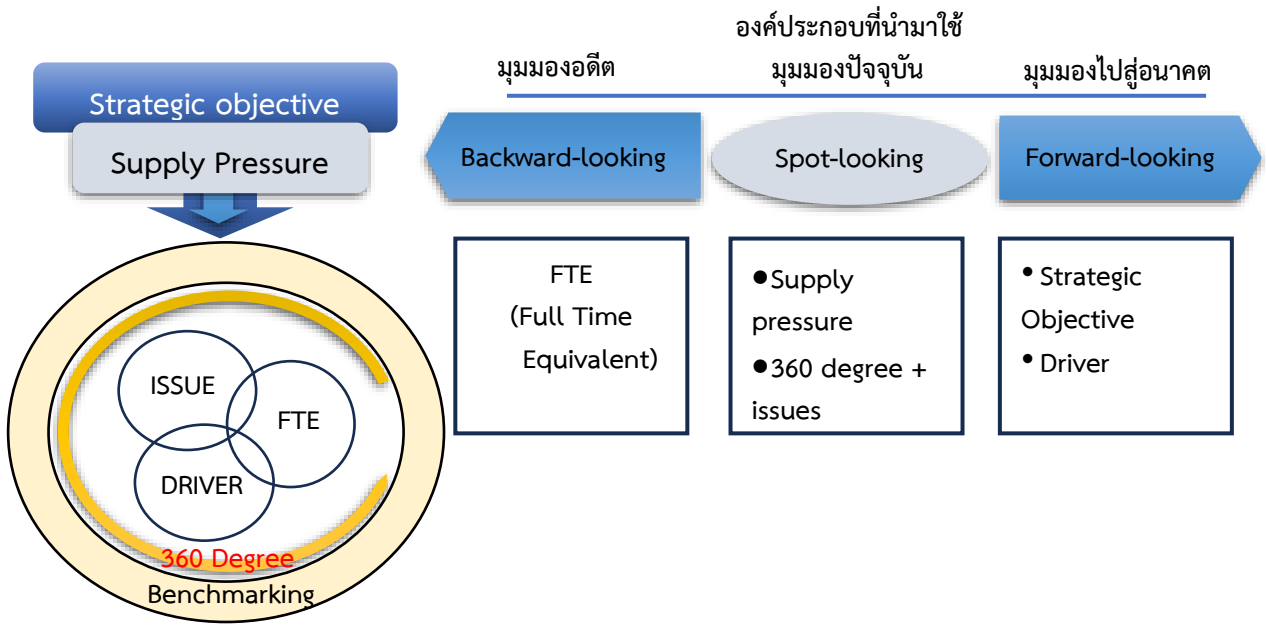 Strategic objective
Supply Pressure
ISSUE
FTE
DRIVER
360 Degree
Benchmarking
องค์ประกอบที่นำมาใช้
มุมมองอดีต
มุมมองปัจจุบัน
มุมมองไปสู่อนาคต
Backward-looking
Spot-looking
Forward-looking
FTE
(Full Time
Equivalent)
●Supply
pressure
●360 degree +
issues
• Strategic
Objective
• Driver